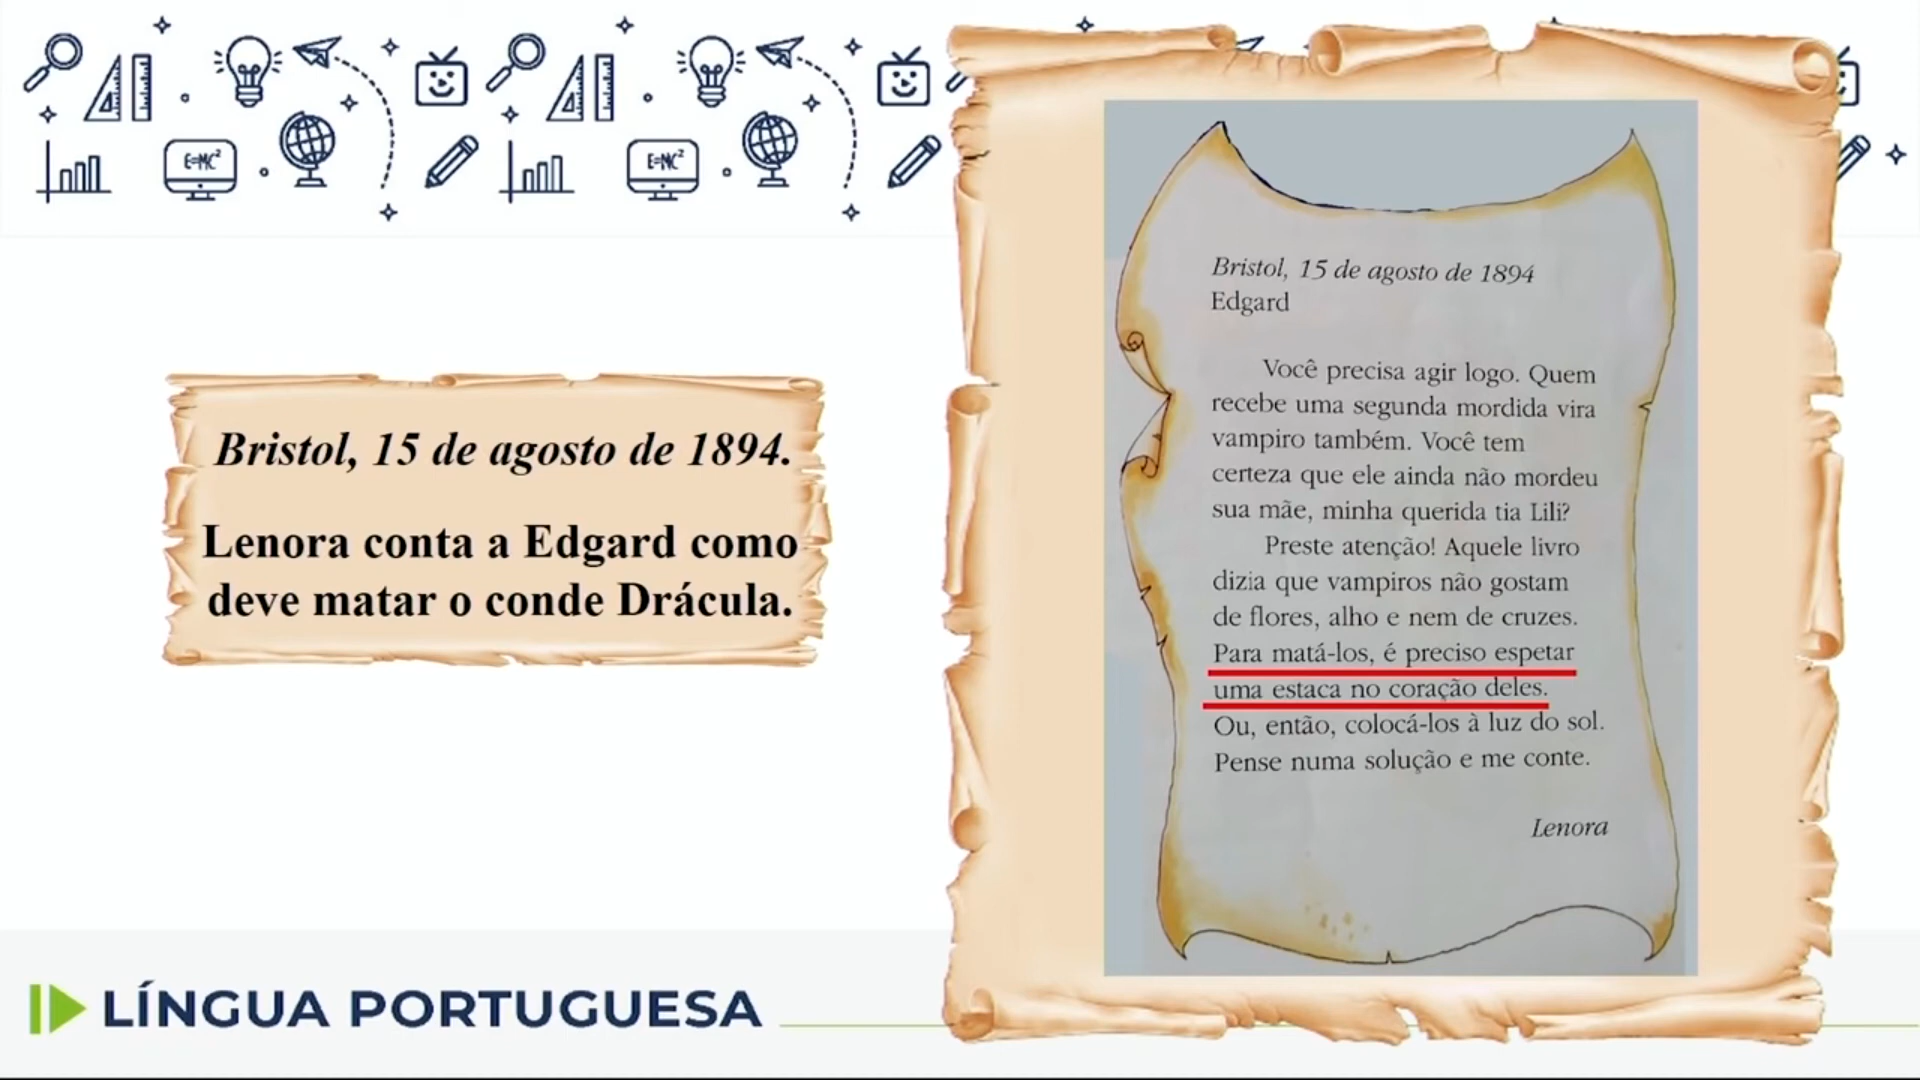 E=MC²
E=MC²
Bristol, 15 de agosto de 1894.
Lenora conta a Edgard como
deve matar o conde Drácula.
Bristol, 15 de agosto de 1894
Edgard
Você precisa agir logo. Quem
recebe uma segunda mordida vira
vampiro também. Você tem
certeza que ele ainda não mordeu
sua mãe, minha querida tia Lili?
Preste atenção! Aquele livro
dizia que vampiros não gostam
de flores, alho e nem de cruzes.
Para matá-los, é preciso espetar
uma estaca no coração deles.
Ou, então, colocá-los à luz do sol.
Pense numa solução e me conte.
Lenora
LÍNGUA PORTUGUESA